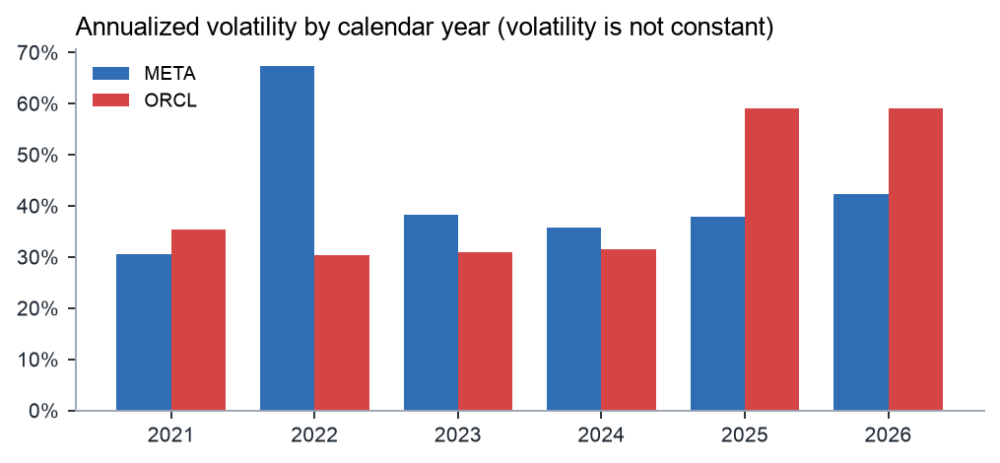 Annualized volatility by calendar year (volatility is not constant)
70%
60%
50%
40%
30%
20%
10%
0%
META
ORCL
2021 2022 2023 2024 2025 2026